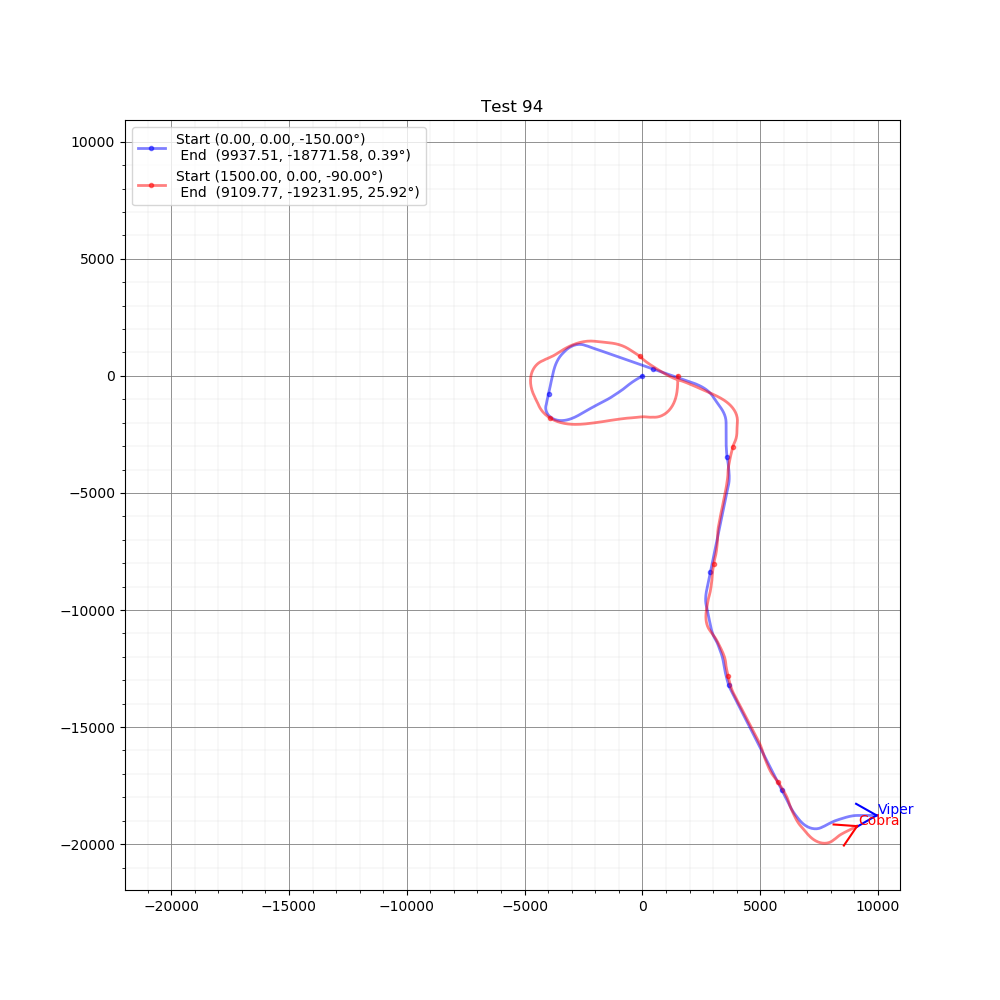 Test 94
Start (0.00, 0.00, -150.00°)
End (9937.51, -18771.58, 0.39°)
Start (1500.00, 0.00, -90.00°)
End (9109.77, -19231.95, 25.92°)
10000
5000
0
−5000
−10000
−15000
−20000
Viper
Cobra
−20000 −15000 −10000 −5000 0 5000 10000